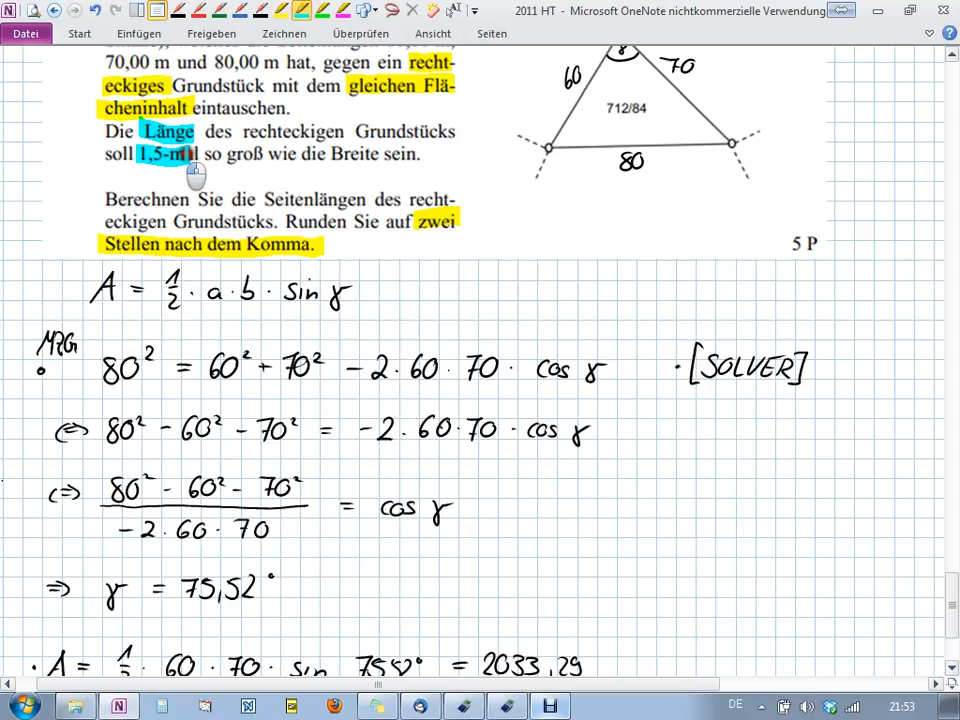 2011 HT - Microsoft OneNote nichtkommerzielle Verwendung
Datei Start Einfügen Freigeben Zeichnen Überprüfen Ansicht Seiten
70,00 m und 80,00 m hat, gegen ein recht-
eckiges Grundstück mit dem gleichen Flä-
cheninhalt eintauschen.
Die Länge des rechteckigen Grundstücks
soll 1,5-mal so groß wie die Breite sein.
Berechnen Sie die Seitenlängen des recht-
eckigen Grundstücks. Runden Sie auf zwei
Stellen nach dem Komma.
5 P
γ
60
70
712/84
80
A = 1/2 · a · b · sin γ
80² = 60² + 70² - 2 · 60 · 70 · cos γ · [SOLVER]
⇔ 80² - 60² - 70² = -2 · 60 · 70 · cos γ
⇔ (80² - 60² - 70²) / (-2 · 60 · 70) = cos γ
⇒ γ = 75,52°
· A = 1/2 · 60 · 70 · sin 75,52° = 2033,29
DE 21:53